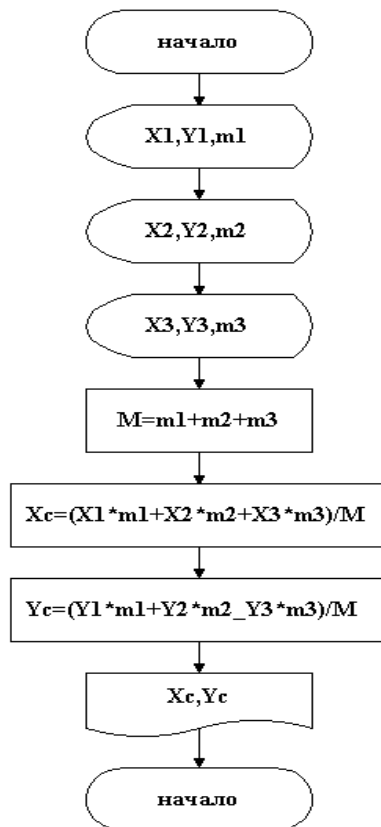 начало
X1,Y1,m1
X2,Y2,m2
X3,Y3,m3
M=m1+m2+m3
Xc=(X1*m1+X2*m2+X3*m3)/M
Yc=(Y1*m1+Y2*m2_Y3*m3)/M
Xc,Yc
начало